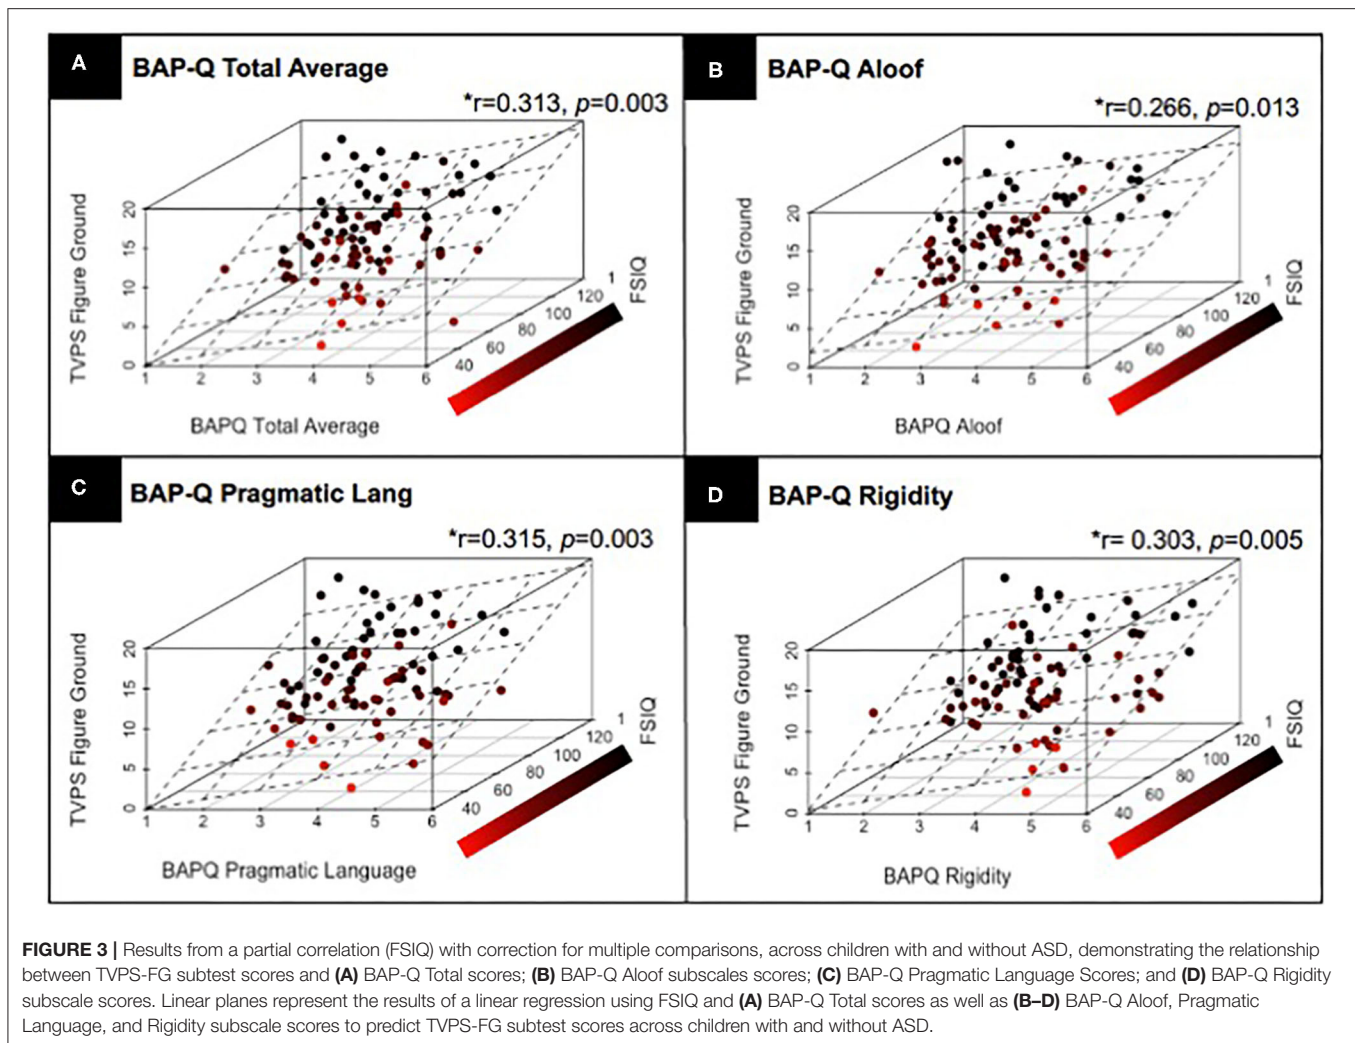 A
BAP-Q Total Average
*r=0.313, p=0.003
TVPS Figure Ground
20
15
10
5
0
1 2 3 4 5 6
40 60 80 100 120 1
FSIQ
BAPQ Total Average
B
BAP-Q Aloof
*r=0.266, p=0.013
TVPS Figure Ground
20
15
10
5
0
1 2 3 4 5 6
40 60 80 100 120 1
FSIQ
BAPQ Aloof
C
BAP-Q Pragmatic Lang
*r=0.315, p=0.003
TVPS Figure Ground
20
15
10
5
0
1 2 3 4 5 6
40 60 80 100 120 1
FSIQ
BAPQ Pragmatic Language
D
BAP-Q Rigidity
*r= 0.303, p=0.005
TVPS Figure Ground
20
15
10
5
0
1 2 3 4 5 6
40 60 80 100 120 1
FSIQ
BAPQ Rigidity
FIGURE 3 | Results from a partial correlation (FSIQ) with correction for multiple comparisons, across children with and without ASD, demonstrating the relationship
between TVPS-FG subtest scores and (A) BAP-Q Total scores; (B) BAP-Q Aloof subscales scores; (C) BAP-Q Pragmatic Language Scores; and (D) BAP-Q Rigidity
subscale scores. Linear planes represent the results of a linear regression using FSIQ and (A) BAP-Q Total scores as well as (B–D) BAP-Q Aloof, Pragmatic
Language, and Rigidity subscale scores to predict TVPS-FG subtest scores across children with and without ASD.